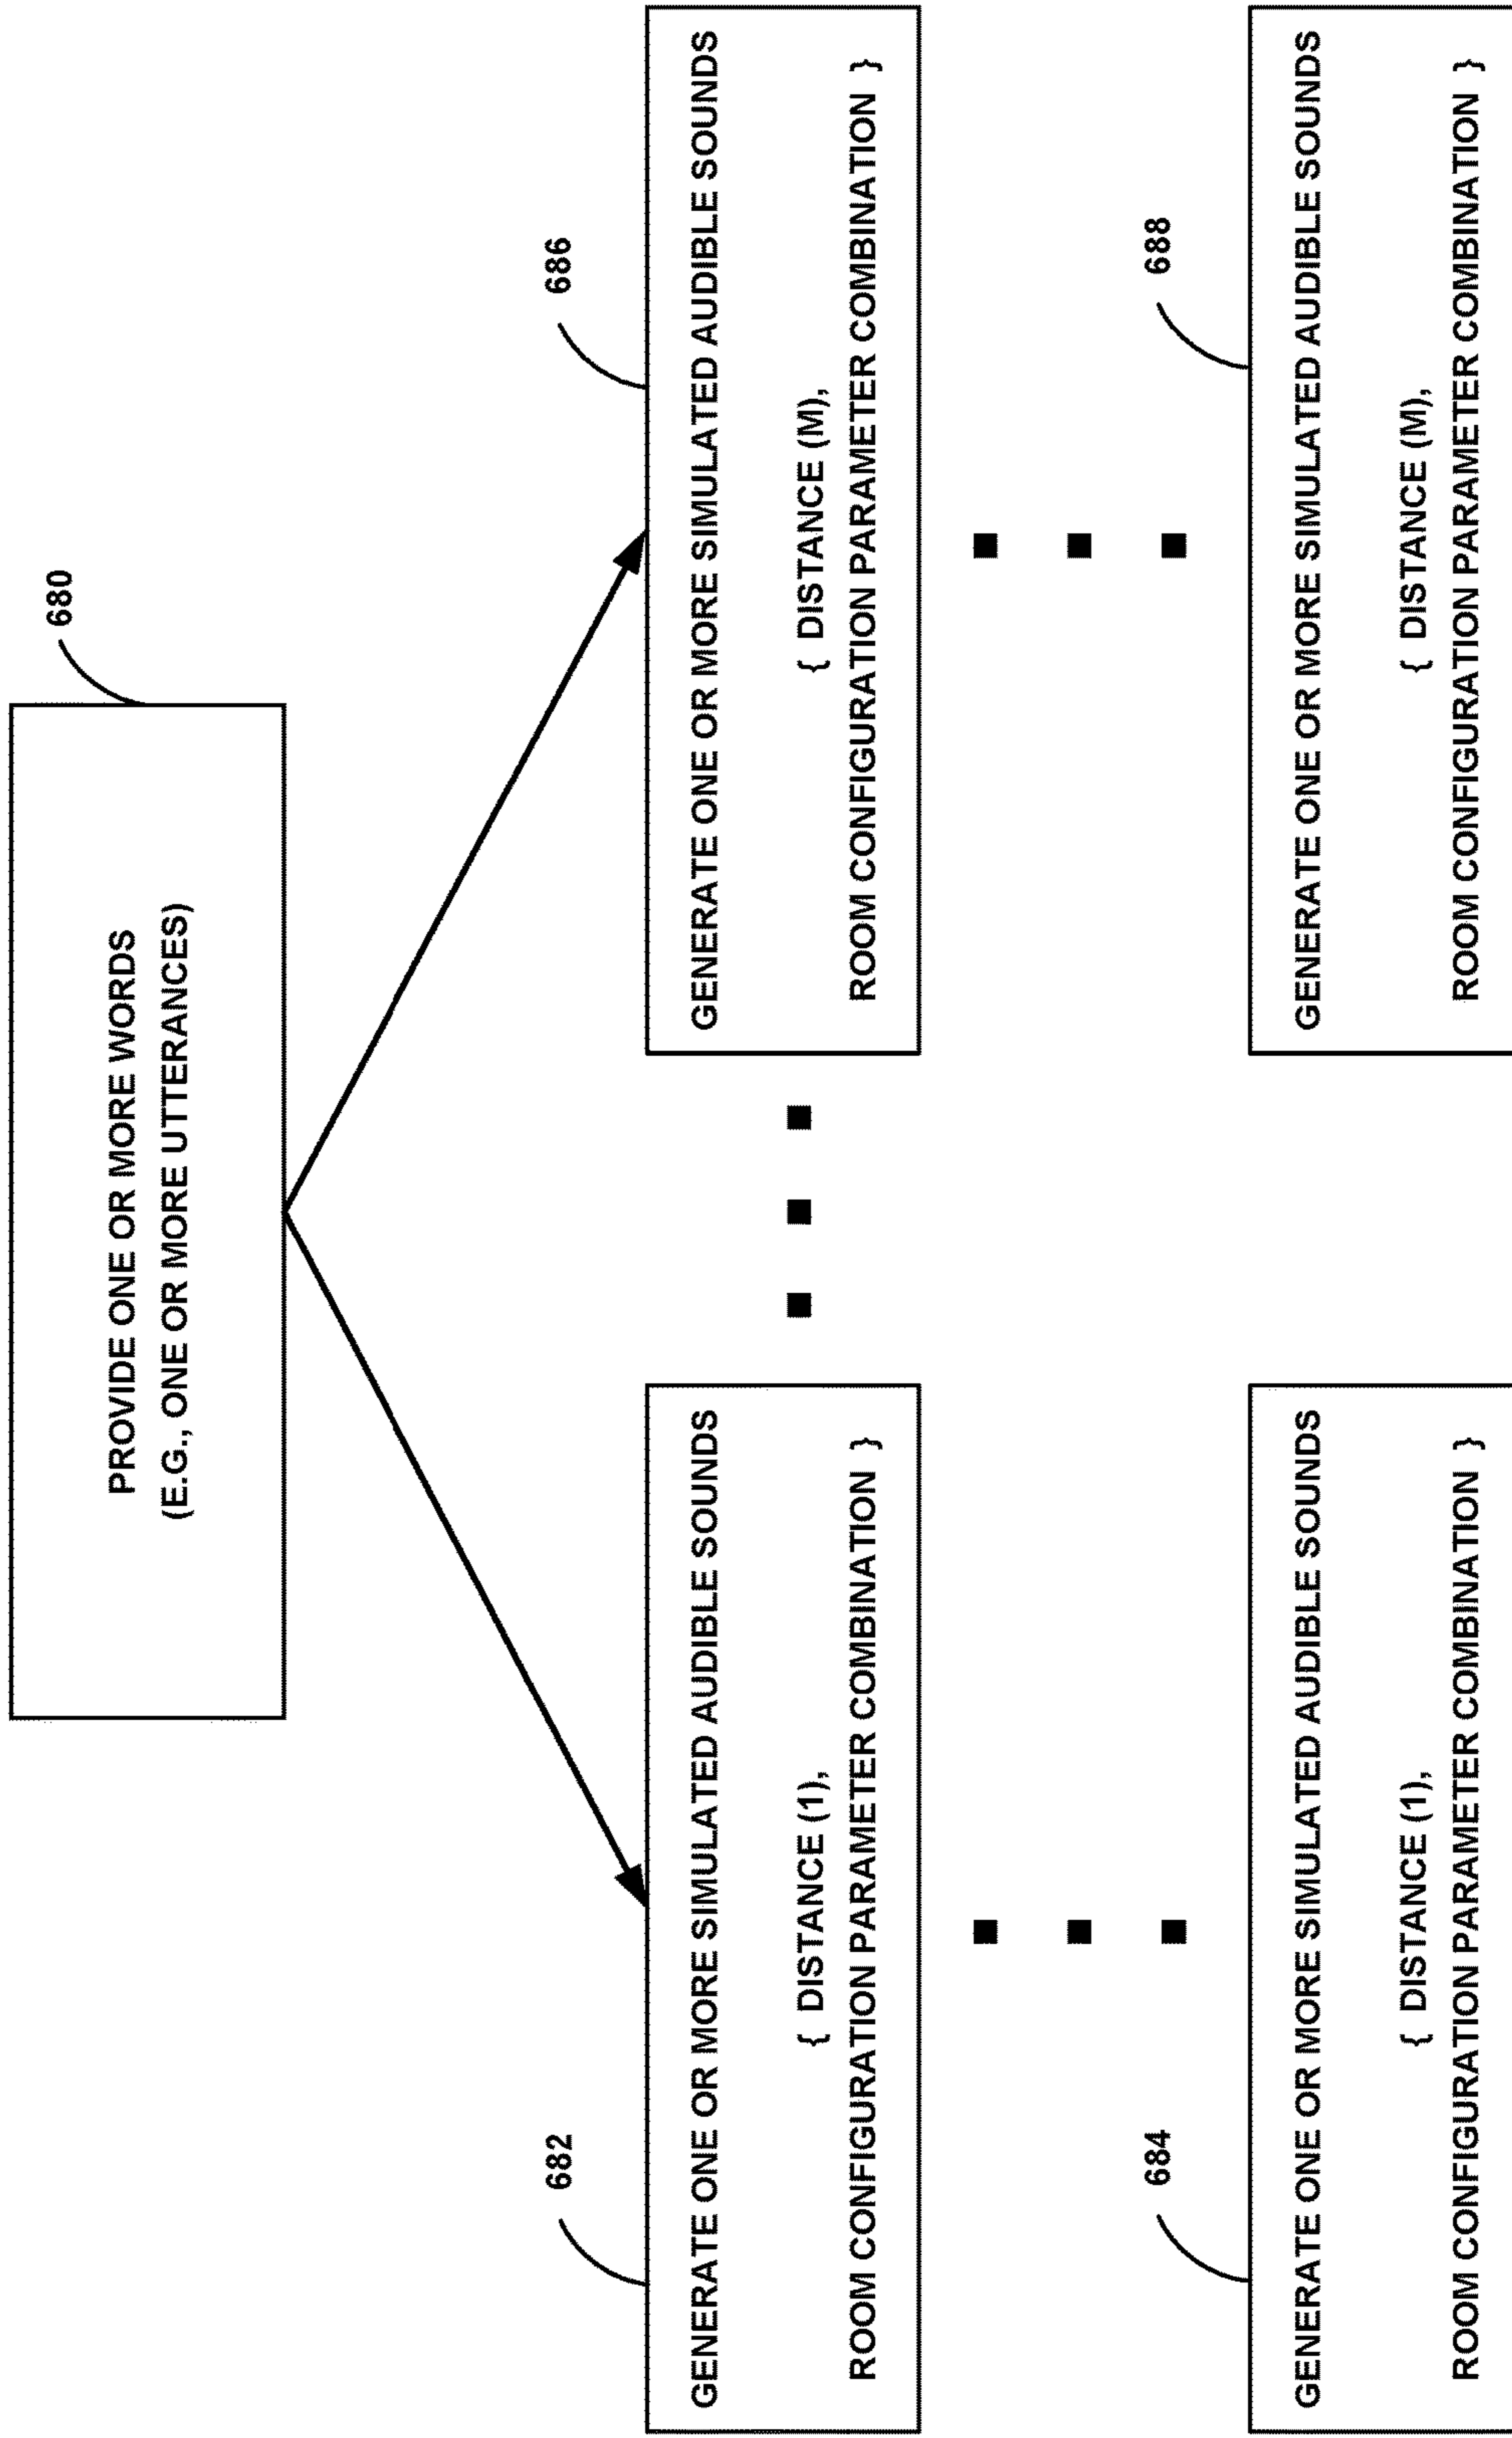 680
PROVIDE ONE OR MORE WORDS
(E.G., ONE OR MORE UTTERANCES)
682
GENERATE ONE OR MORE SIMULATED AUDIBLE SOUNDS
{ DISTANCE (1),
ROOM CONFIGURATION PARAMETER COMBINATION }
686
GENERATE ONE OR MORE SIMULATED AUDIBLE SOUNDS
{ DISTANCE (M),
ROOM CONFIGURATION PARAMETER COMBINATION }
684
GENERATE ONE OR MORE SIMULATED AUDIBLE SOUNDS
{ DISTANCE (1),
ROOM CONFIGURATION PARAMETER COMBINATION }
688
GENERATE ONE OR MORE SIMULATED AUDIBLE SOUNDS
{ DISTANCE (M),
ROOM CONFIGURATION PARAMETER COMBINATION }